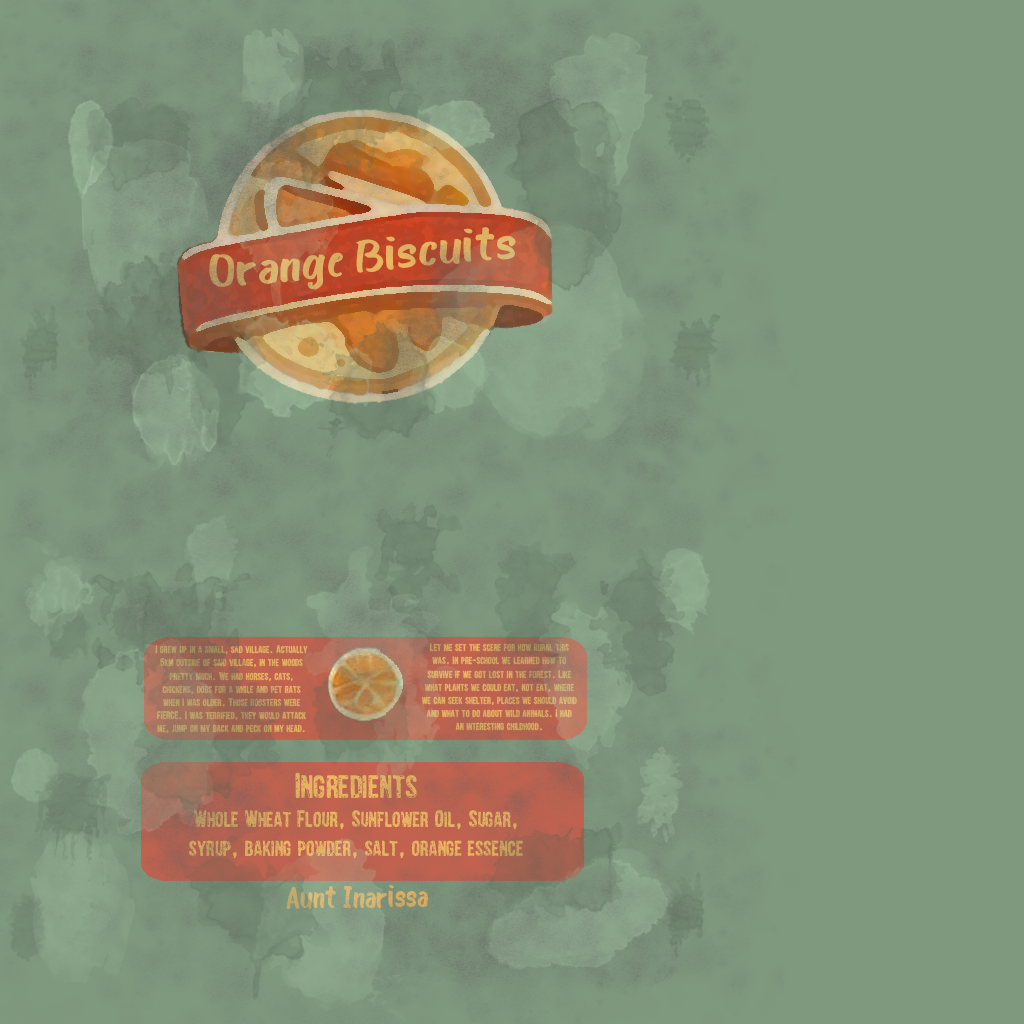 Orange Biscuits
I grew up in a small, sad village. Actually
5km outside of said village, in the woods
pretty much. We had horses, cats,
chickens, dogs for a while and pet rats
when I was older. Those roosters were
fierce. I was terrified, they would attack
me, jump on my back and peck on my head.
Let me set the scene for how rural this
was. In pre-school we learned how to
survive if we got lost in the forest. Like
what plants we could eat, not eat, where
we can seek shelter, places we should avoid
and what to do about wild animals. I had
an interesting childhood.
Ingredients
Whole Wheat Flour, Sunflower Oil, Sugar,
syrup, baking powder, salt, orange essence
Aunt Inarissa